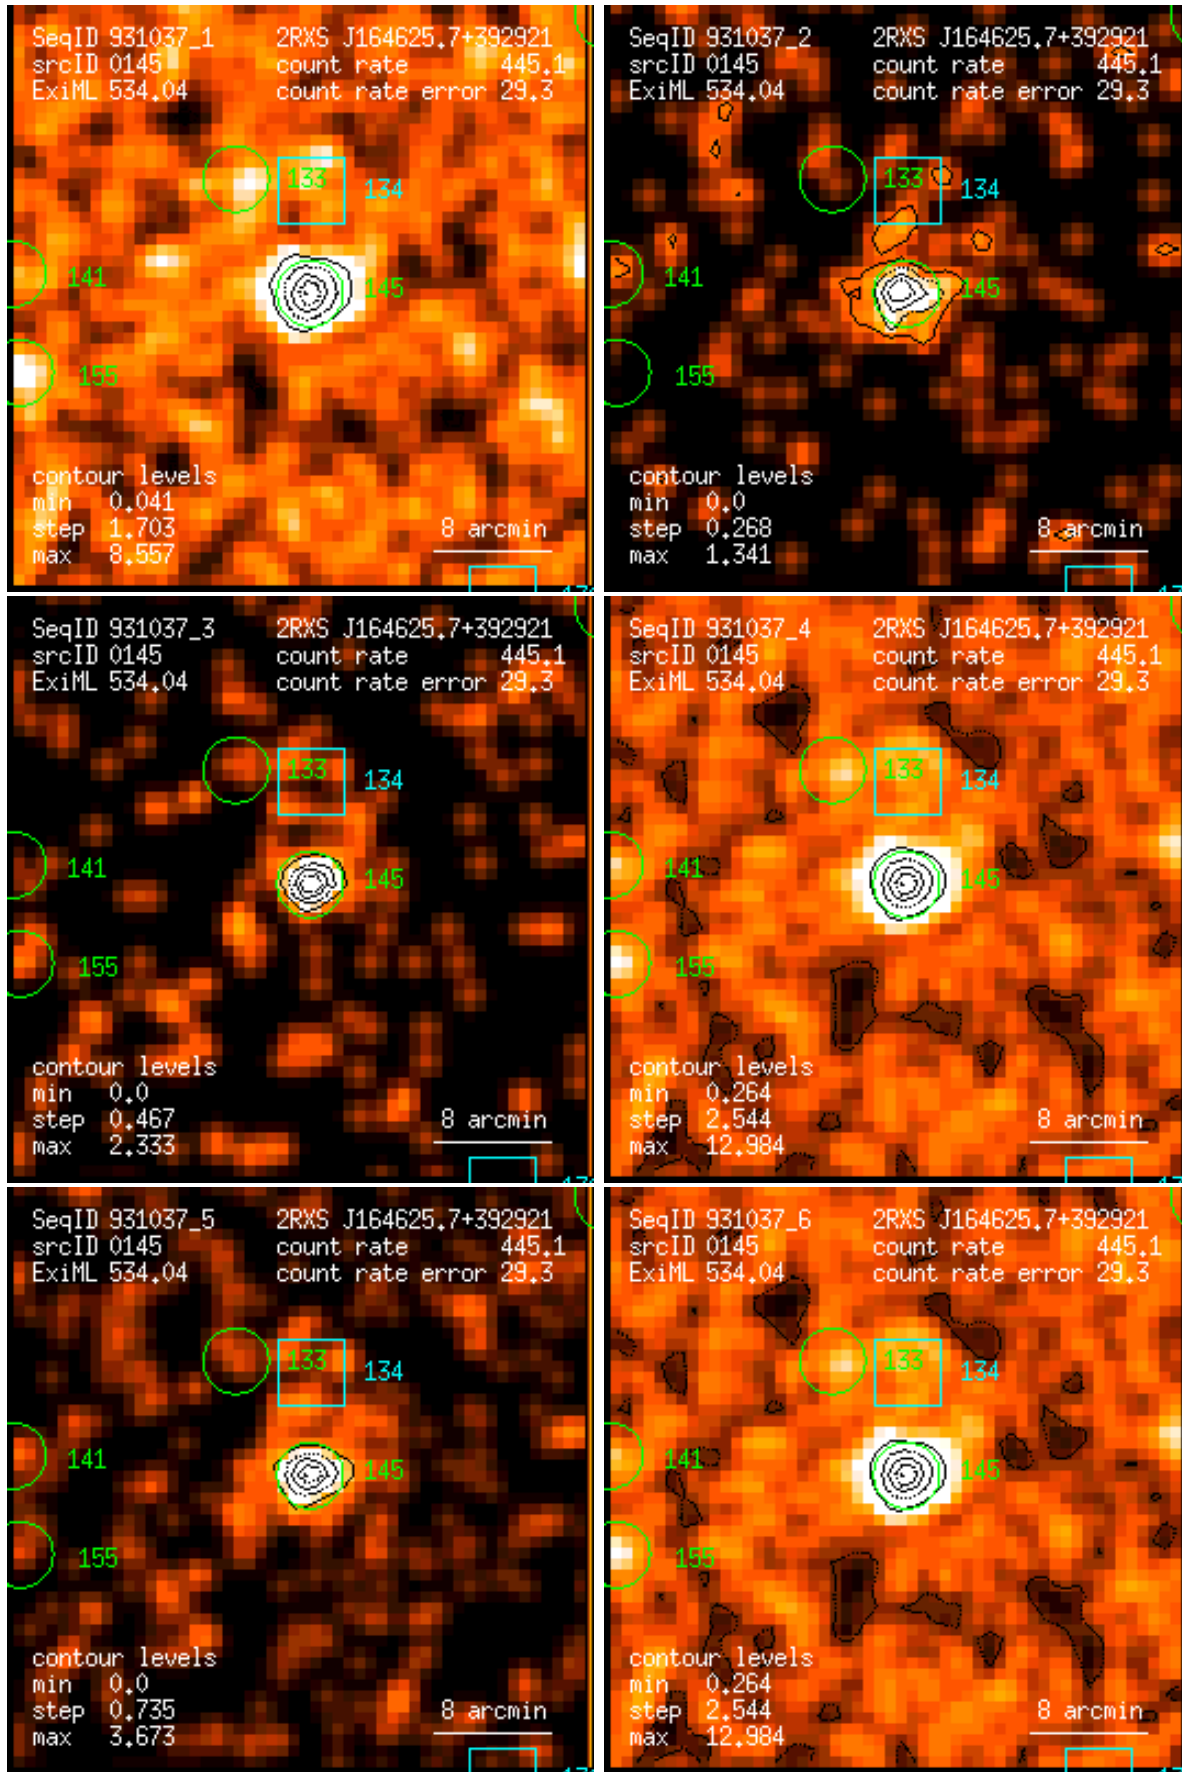 SeqID 931037_1 2RXS J164625.7+392921
srcID 0145 count rate 445.1
ExiML 534.04 count rate error 29.3
133
134
141
145
155
contour levels
min 0.041
step 1.703 8 arcmin
max 8.557
SeqID 931037_2 2RXS J164625.7+392921
srcID 0145 count rate 445.1
ExiML 534.04 count rate error 29.3
133
134
141
145
155
contour levels
min 0.0
step 0.268 8 arcmin
max 1.341
SeqID 931037_3 2RXS J164625.7+392921
srcID 0145 count rate 445.1
ExiML 534.04 count rate error 29.3
133
134
141
145
155
contour levels
min 0.0
step 0.467 8 arcmin
max 2.333
SeqID 931037_4 2RXS J164625.7+392921
srcID 0145 count rate 445.1
ExiML 534.04 count rate error 29.3
133
134
141
145
155
contour levels
min 0.264
step 2.544 8 arcmin
max 12.984
SeqID 931037_5 2RXS J164625.7+392921
srcID 0145 count rate 445.1
ExiML 534.04 count rate error 29.3
133
134
141
145
155
contour levels
min 0.0
step 0.735 8 arcmin
max 3.673
SeqID 931037_6 2RXS J164625.7+392921
srcID 0145 count rate 445.1
ExiML 534.04 count rate error 29.3
133
134
141
145
155
contour levels
min 0.264
step 2.544 8 arcmin
max 12.984